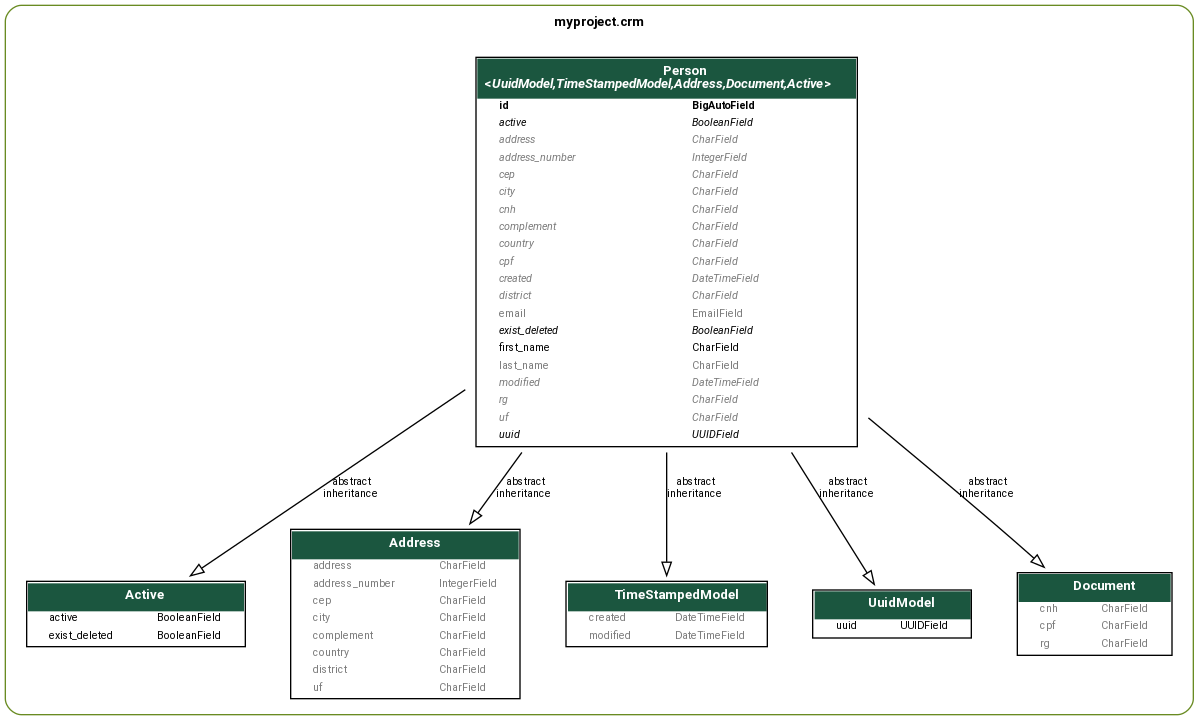 myproject.crm
Person
<UuidModel,TimeStampedModel,Address,Document,Active>
id BigAutoField
active BooleanField
address CharField
address_number IntegerField
cep CharField
city CharField
cnh CharField
complement CharField
country CharField
cpf CharField
created DateTimeField
district CharField
email EmailField
exist_deleted BooleanField
first_name CharField
last_name CharField
modified DateTimeField
rg CharField
uf CharField
uuid UUIDField
abstract
inheritance
abstract
inheritance
abstract
inheritance
abstract
inheritance
abstract
inheritance
Active
active BooleanField
exist_deleted BooleanField
Address
address CharField
address_number IntegerField
cep CharField
city CharField
complement CharField
country CharField
district CharField
uf CharField
TimeStampedModel
created DateTimeField
modified DateTimeField
UuidModel
uuid UUIDField
Document
cnh CharField
cpf CharField
rg CharField